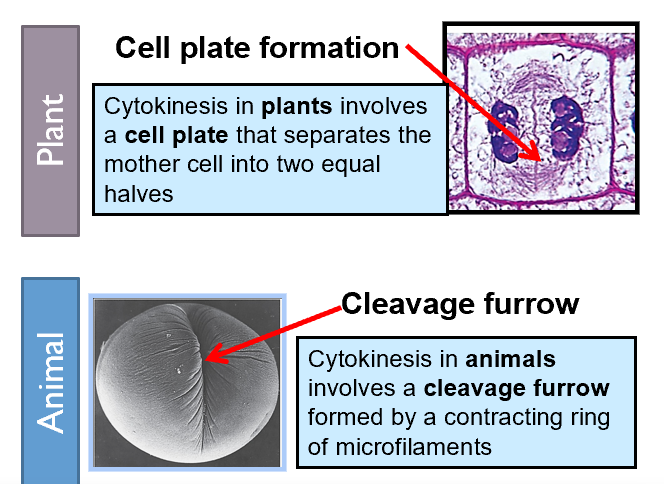 Plant
Cell plate formation
Cytokinesis in plants involves
a cell plate that separates the
mother cell into two equal
halves
Animal
Cleavage furrow
Cytokinesis in animals
involves a cleavage furrow
formed by a contracting ring
of microfilaments